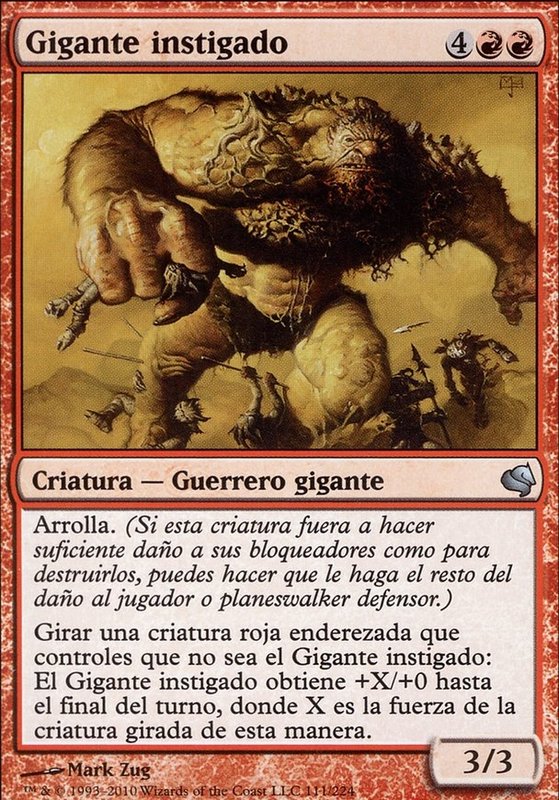 Gigante instigado 4
Criatura — Guerrero gigante
Arrolla. (Si esta criatura fuera a hacer
suficiente daño a sus bloqueadores como para
destruirlos, puedes hacer que le haga el resto del
daño al jugador o planeswalker defensor.)
Girar una criatura roja enderezada que
controles que no sea el Gigante instigado:
El Gigante instigado obtiene +X/+0 hasta
el final del turno, donde X es la fuerza de la
criatura girada de esta manera.
3/3
Mark Zug
™ & © 1993-2010 Wizards of the Coast LLC 111/224